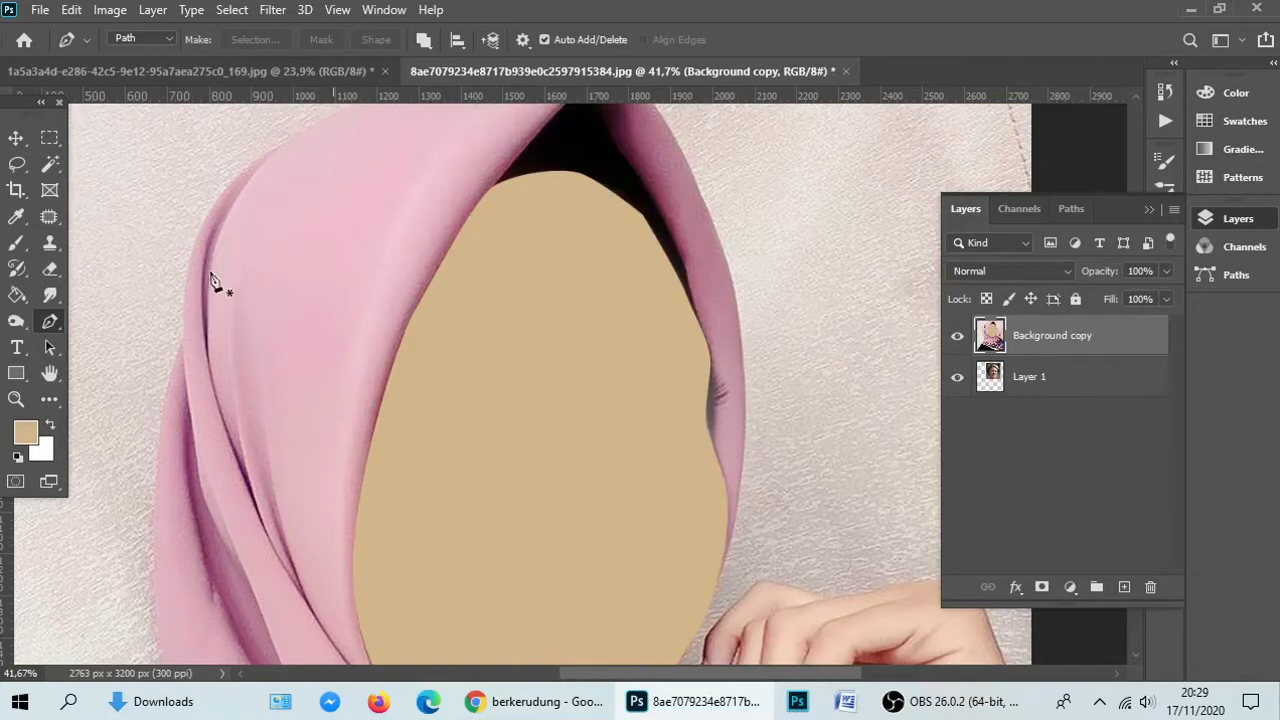 Ps File Edit Image Layer Type Select Filter 3D View Window Help
Path Make: Selection... Mask Shape Auto Add/Delete Align Edges
1a5a3a4d-e286-42c5-9e12-95a7aea275c0_169.jpg @ 23,9% (RGB/8#) * × 8ae7079234e8717b939e0c2597915384.jpg @ 41,7% (Background copy, RGB/8#) * ×
500 600 700 800 900 1000 1100 1200 1300 1400 1500 1600 1700 1800 1900 2000 2100 2200 2300 2400 2500 2600 2700 2800 2900
Color
Swatches
Gradie...
Patterns
Layers
Channels
Paths
Layers Channels Paths
Kind
Normal Opacity: 100%
Lock: Fill: 100%
Background copy
Layer 1
41,67% 2763 px x 3200 px (300 ppi)
Downloads berkerudung - Goo... Ps 8ae7079234e8717b... Ps OBS 26.0.2 (64-bit, ... 20:29
17/11/2020